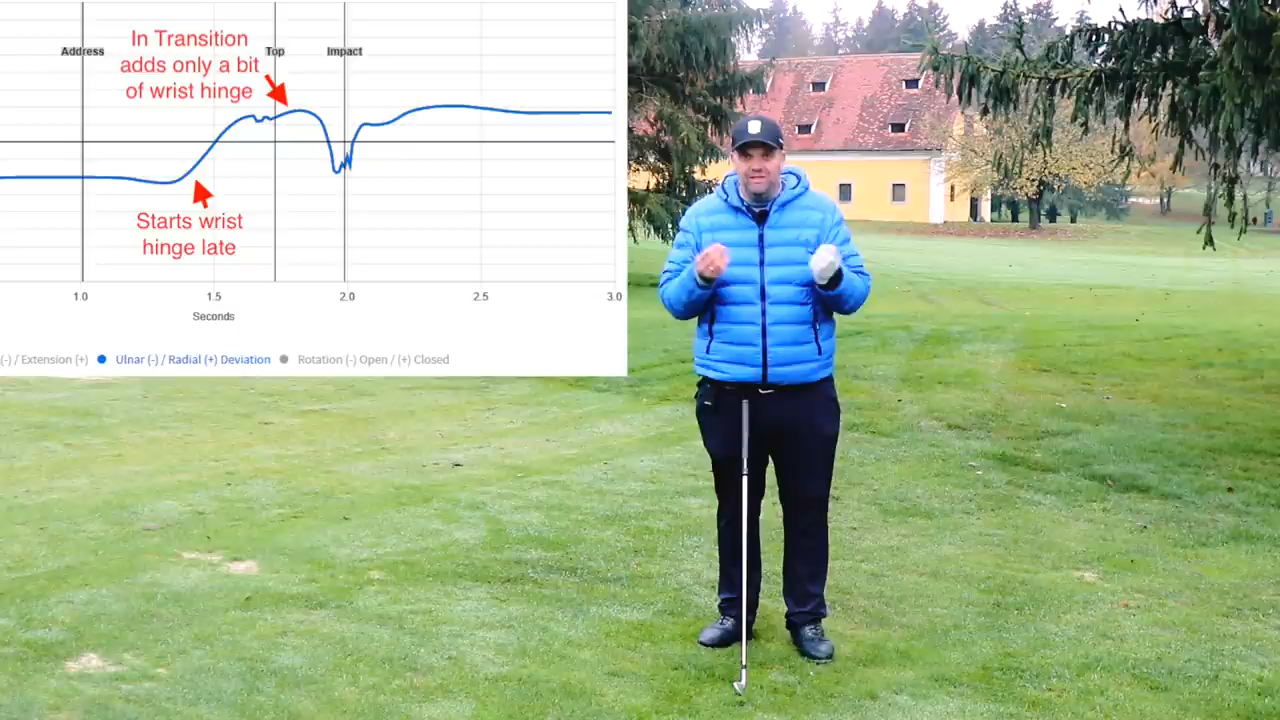 In Transition
adds only a bit
of wrist hinge
Address
Top
Impact
Starts wrist
hinge late
1.0 1.5 2.0 2.5 3.0
Seconds
(-) / Extension (+) Ulnar (-) / Radial (+) Deviation Rotation (-) Open / (+) Closed